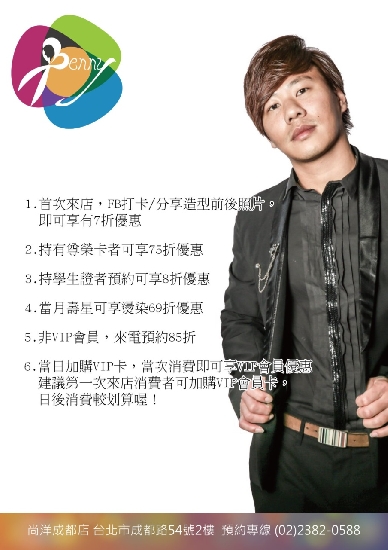 Penny
1.首次來店，FB打卡/分享造型前後照片，
即可享有7折優惠
2.持有尊榮卡者可享75折優惠
3.持學生證者預約可享8折優惠
4.當月壽星可享燙染69折優惠
5.非VIP會員，來電預約85折
6.當日加購VIP卡，當次消費即可享VIP會員優惠
建議第一次來店消費者可加購VIP會員卡，
日後消費較划算喔！
尚洋成都店 台北市成都路54號2樓 預約專線 (02)2382-0588